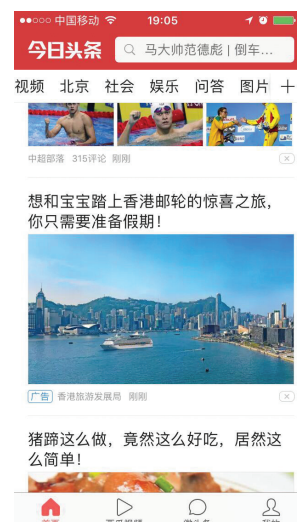 中国移动 19:05
今日头条 马大帅范德彪 | 倒车...
视频 北京 社会 娱乐 问答 图片 +
中超部落 315评论 刚刚
想和宝宝踏上香港邮轮的惊喜之旅，
你只需要准备假期！
广告 香港旅游发展局 刚刚
猪蹄这么做，竟然这么好吃，居然这
么简单！